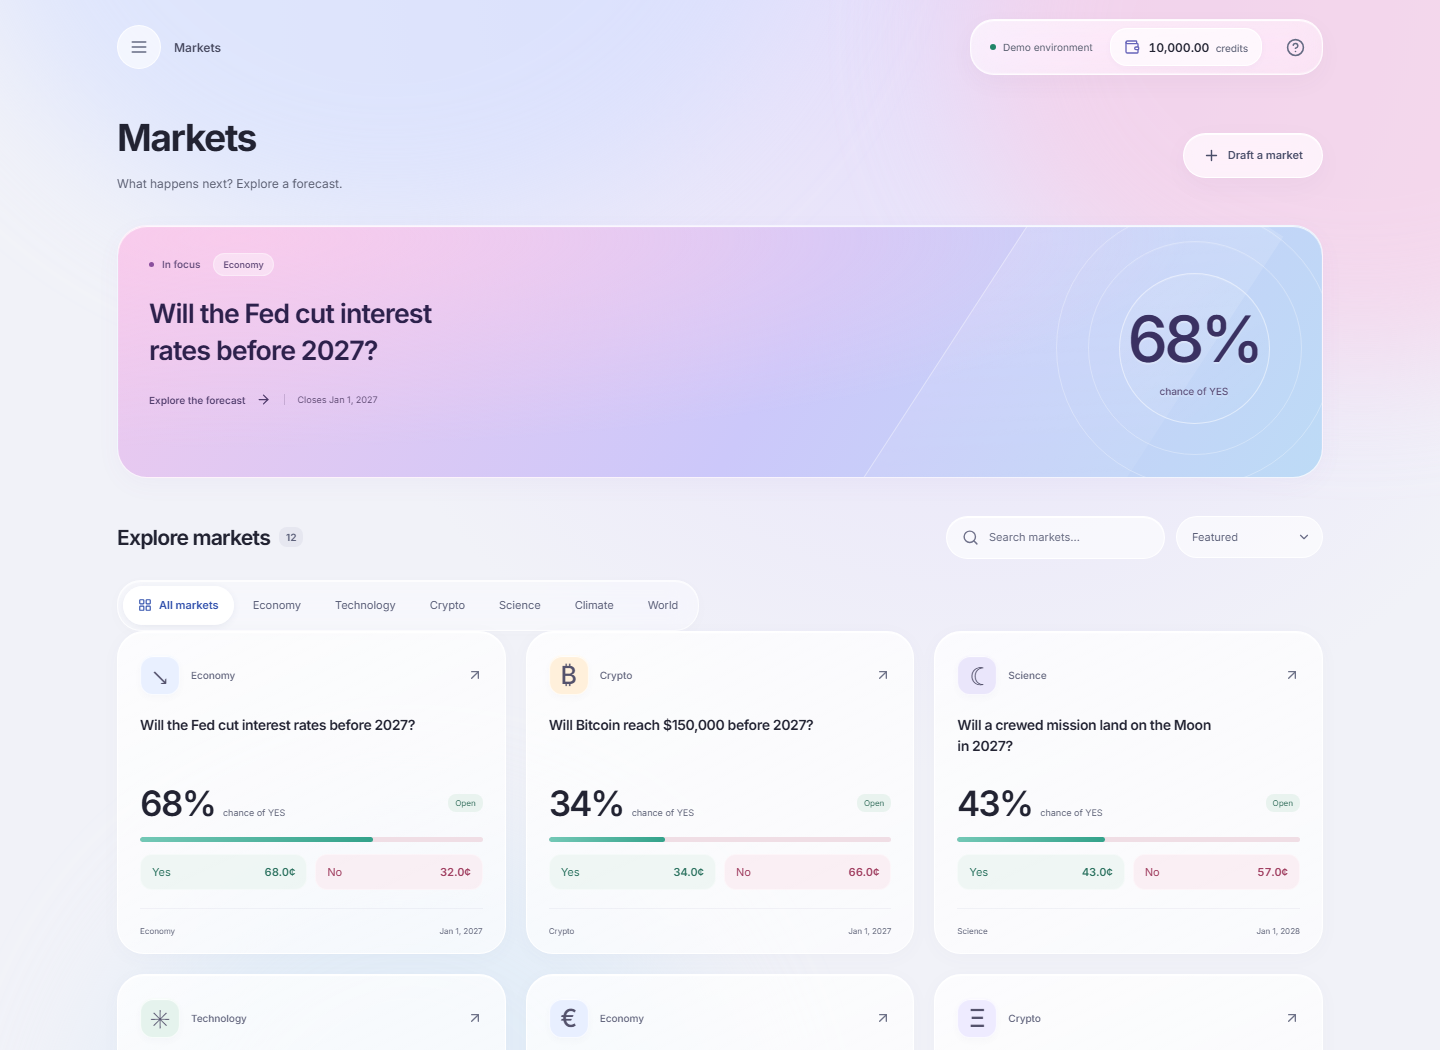 Markets
Demo environment
10,000.00 credits
Markets
What happens next? Explore a forecast.
Draft a market
In focus
Economy
Will the Fed cut interest
rates before 2027?
Explore the forecast
Closes Jan 1, 2027
68%
chance of YES
Explore markets 12
Search markets...
Featured
All markets
Economy
Technology
Crypto
Science
Climate
World
Economy
Will the Fed cut interest rates before 2027?
68% chance of YES
Open
Yes 68.0¢
No 32.0¢
Economy
Jan 1, 2027
₿
Crypto
Will Bitcoin reach $150,000 before 2027?
34% chance of YES
Open
Yes 34.0¢
No 66.0¢
Crypto
Jan 1, 2027
Science
Will a crewed mission land on the Moon
in 2027?
43% chance of YES
Open
Yes 43.0¢
No 57.0¢
Science
Jan 1, 2028
Technology
€
Economy
Ξ
Crypto